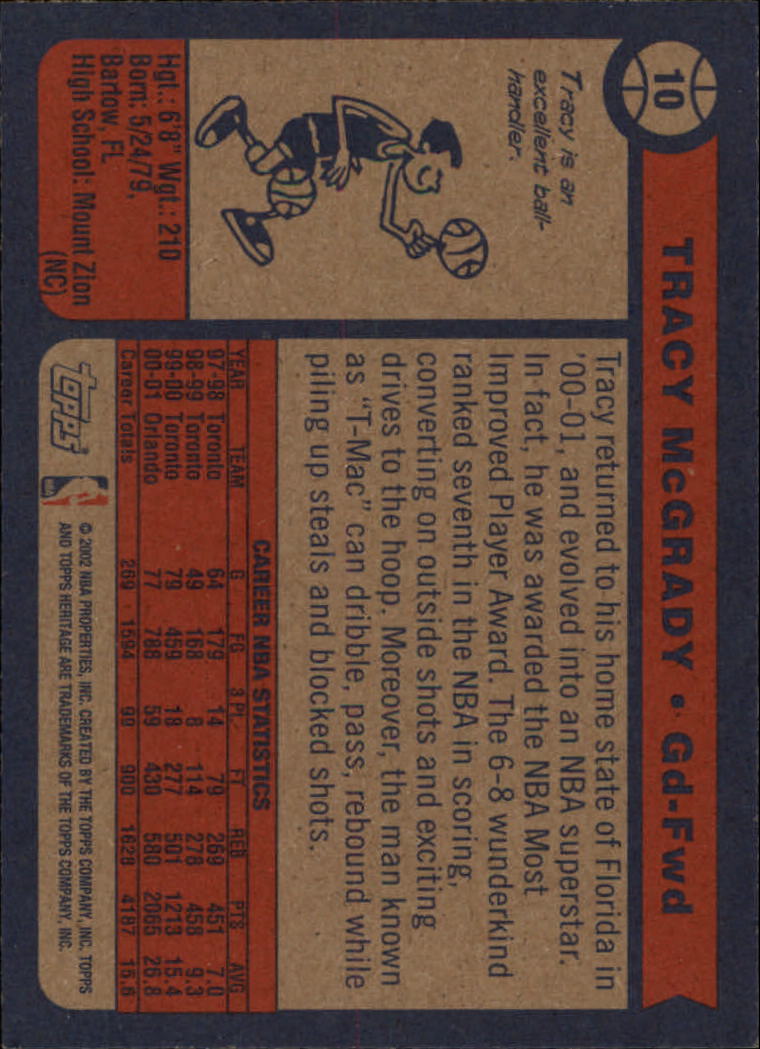 10
TRACY McGRADY • Gd-Fwd
Tracy is an
excellent ball-
handler.
Hgt.: 6'8" Wgt.: 210
Born: 5/24/79,
Bartow, FL
High School: Mount Zion
(NC)
Tracy returned to his home state of Florida in
'00-01, and evolved into an NBA superstar.
In fact, he was awarded the NBA Most
Improved Player Award. The 6-8 wunderkind
ranked seventh in the NBA in scoring,
converting on outside shots and exciting
drives to the hoop. Moreover, the man known
as "T-Mac" can dribble, pass, rebound while
piling up steals and blocked shots.
CAREER NBA STATISTICS
YEAR TEAM G FG 3 Pt. FT REB PTS AVG
97-98 Toronto 64 179 14 79 269 451 7.0
98-99 Toronto 49 168 8 114 278 458 9.3
99-00 Toronto 79 459 18 277 501 1213 15.4
00-01 Orlando 77 788 59 430 580 2065 26.8
Career Totals 269 1594 99 900 1628 4187 15.6
topps
© 2002 NBA PROPERTIES, INC. CREATED BY THE TOPPS COMPANY, INC. TOPPS
AND TOPPS HERITAGE ARE TRADEMARKS OF THE TOPPS COMPANY, INC.